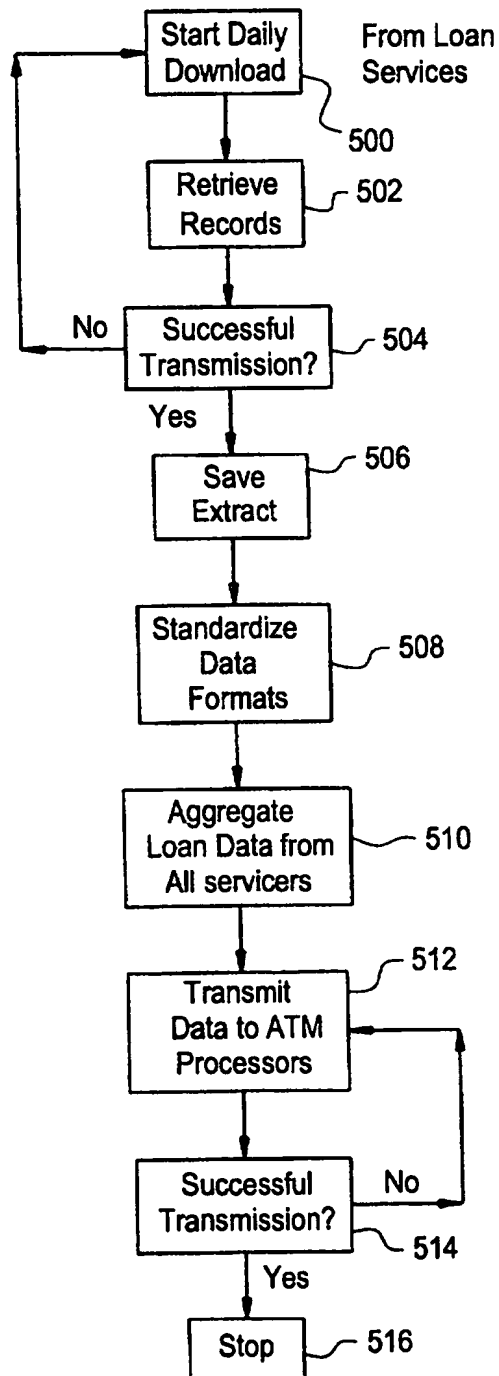 Start Daily
Download
From Loan
Services
500
Retrieve
Records
502
Successful
Transmission?
504
No
Yes
Save
Extract
506
Standardize
Data
Formats
508
Aggregate
Loan Data from
All servicers
510
512
Transmit
Data to ATM
Processors
Successful
Transmission?
No
514
Yes
Stop
516